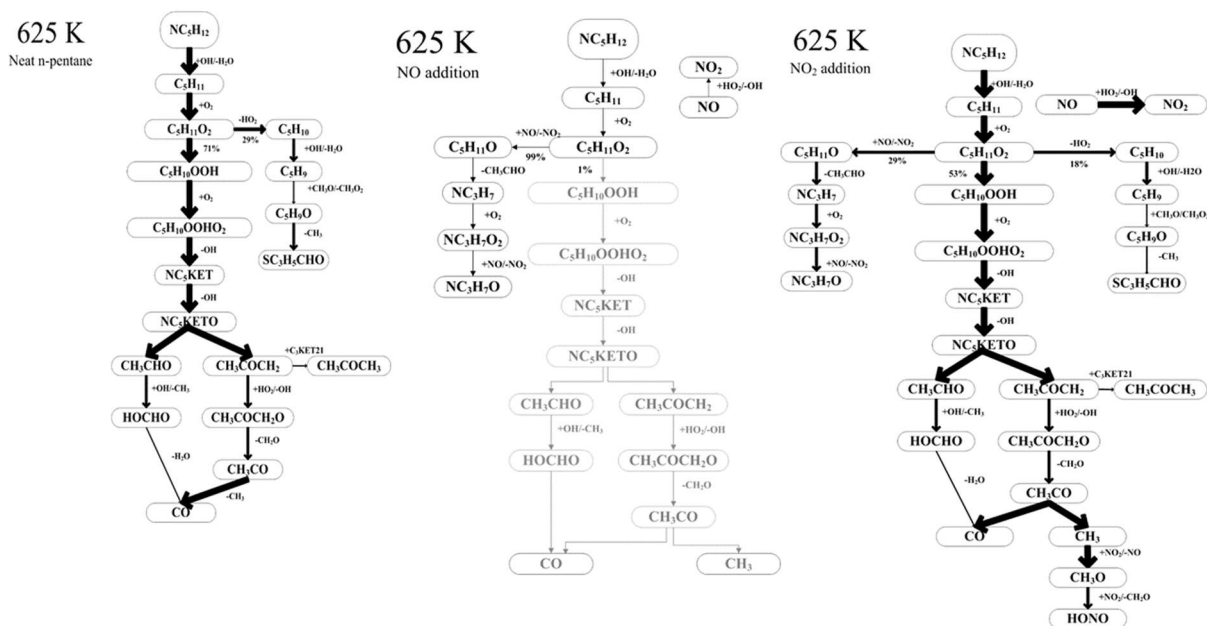 625 K
Neat n-pentane
NC₅H₁₂
+OH/-H₂O
C₅H₁₁
+O₂
C₅H₁₁O₂
-HO₂
29%
C₅H₁₀
71%
+OH/-H₂O
C₅H₁₀OOH
C₅H₉
+O₂
+CH₃O/-CH₃O₂
C₅H₁₀OOHO₂
C₅H₉O
-OH
-CH₃
NC₅KET
SC₃H₅CHO
-OH
NC₅KETO
CH₃CHO
CH₃COCH₂
+C₃KET21
CH₃COCH₃
+OH/-CH₃
+HO₂/-OH
HOCHO
CH₃COCH₂O
-H₂O
-CH₂O
CH₃CO
-CH₃
CO
625 K
NO addition
NC₅H₁₂
+OH/-H₂O
C₅H₁₁
+O₂
NO₂
+HO₂/-OH
NO
C₅H₁₁O
+NO/-NO₂
99%
C₅H₁₁O₂
-CH₃CHO
1%
NC₃H₇
C₅H₁₀OOH
+O₂
+O₂
NC₃H₇O₂
C₅H₁₀OOHO₂
+NO/-NO₂
-OH
NC₃H₇O
NC₅KET
-OH
NC₅KETO
CH₃CHO
CH₃COCH₂
+OH/-CH₃
+HO₂/-OH
HOCHO
CH₃COCH₂O
-CH₂O
CH₃CO
CO
CH₃
625 K
NO₂ addition
NC₅H₁₂
+OH/-H₂O
C₅H₁₁
+O₂
NO
+HO₂/-OH
NO₂
C₅H₁₁O
+NO/-NO₂
29%
C₅H₁₁O₂
-HO₂
18%
C₅H₁₀
-CH₃CHO
53%
+OH/-H2O
NC₃H₇
C₅H₁₀OOH
C₅H₉
+O₂
+O₂
+CH₃O/CH₃O₂
NC₃H₇O₂
C₅H₁₀OOHO₂
C₅H₉O
+NO/-NO₂
-OH
-CH₃
NC₃H₇O
NC₅KET
SC₃H₅CHO
-OH
NC₅KETO
CH₃CHO
CH₃COCH₂
+C₃KET21
CH₃COCH₃
+OH/-CH₃
+HO₂/-OH
HOCHO
CH₃COCH₂O
-H₂O
-CH₂O
CH₃CO
CO
CH₃
+NO₂/-NO
CH₃O
+NO₂/-CH₂O
HONO